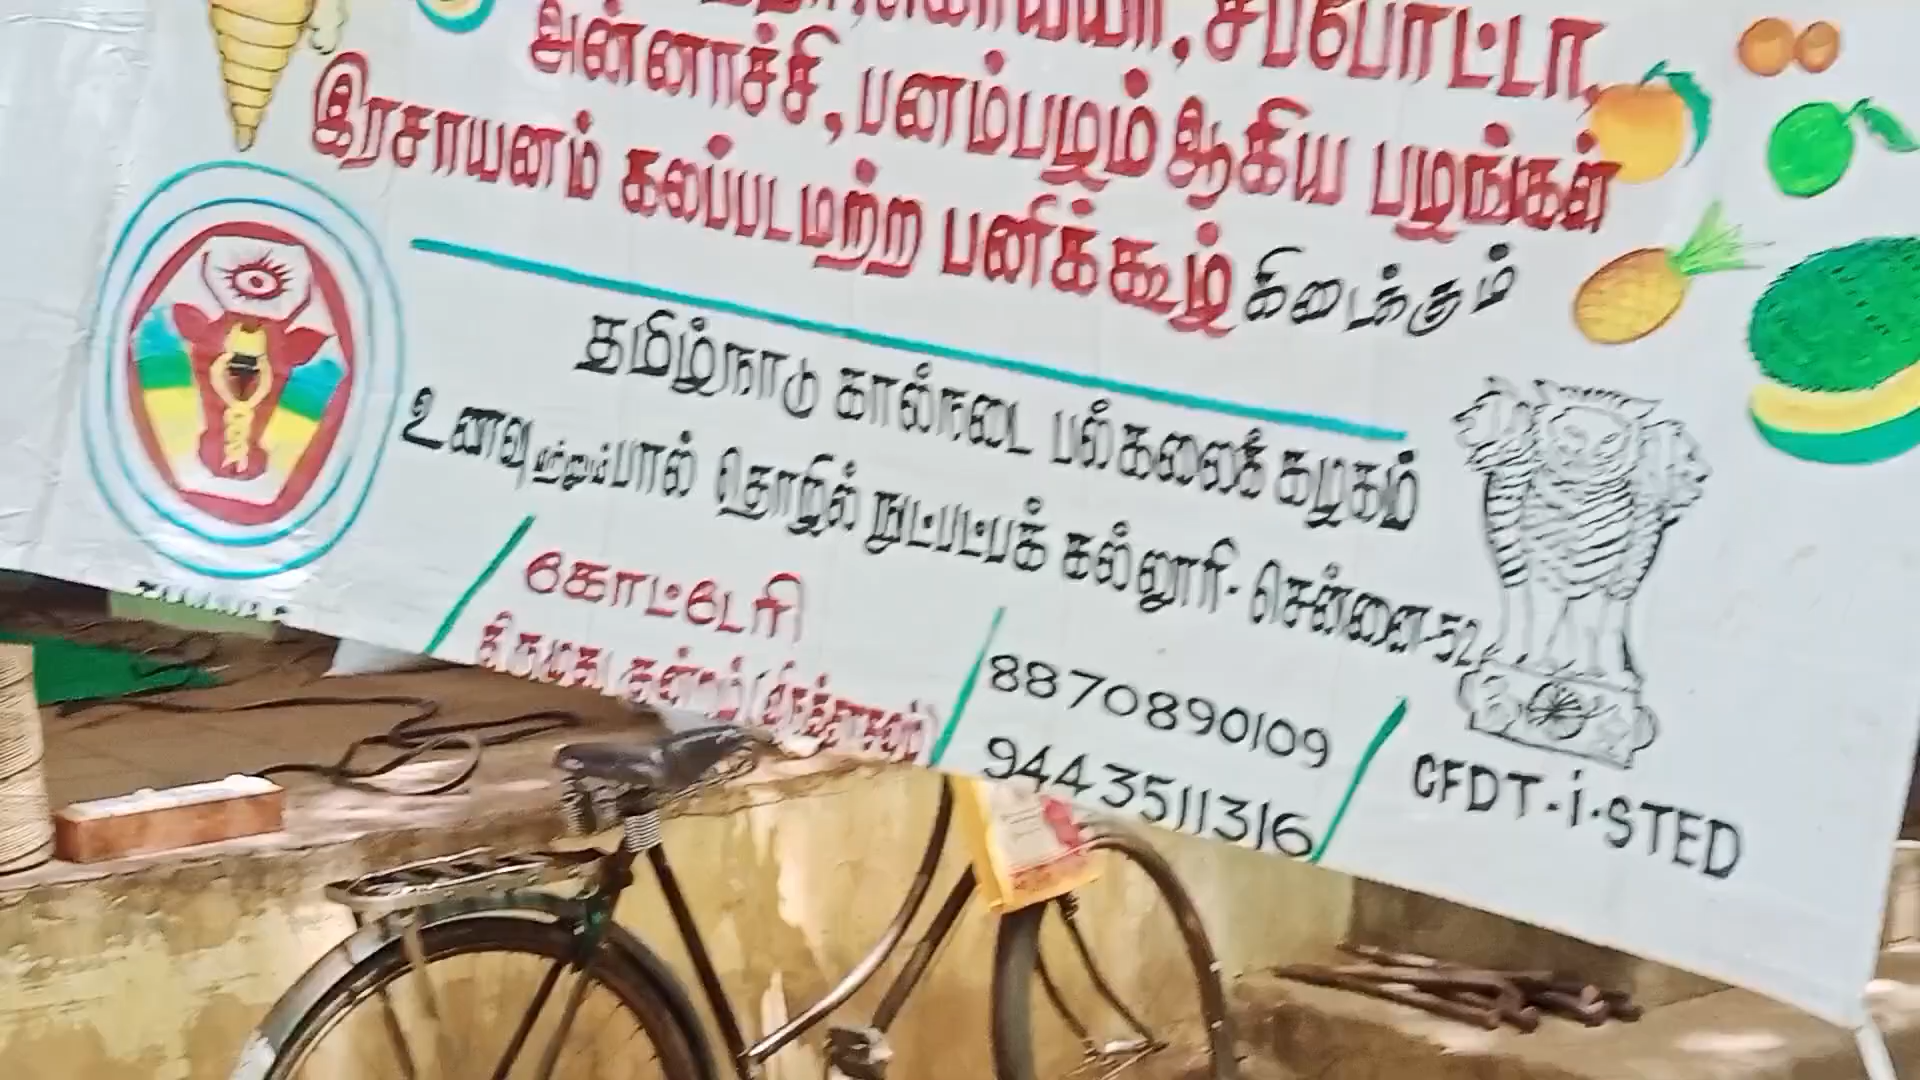 சப்போட்டா,
அன்னாச்சி, பனம்பழம் ஆகிய பழங்கள்
இரசாயனம் கலப்படமற்ற பனிக்கூழ் கிடைக்கும்
தமிழ்நாடு கால்நடை பல்கலைக் கழகம்
உணவு மற்றும் பால் தொழில் நுட்பட்பக் கல்லூரி- சென்னை-52
கோட்டேரி
8870890109
9443511316
CFDT-i-STED